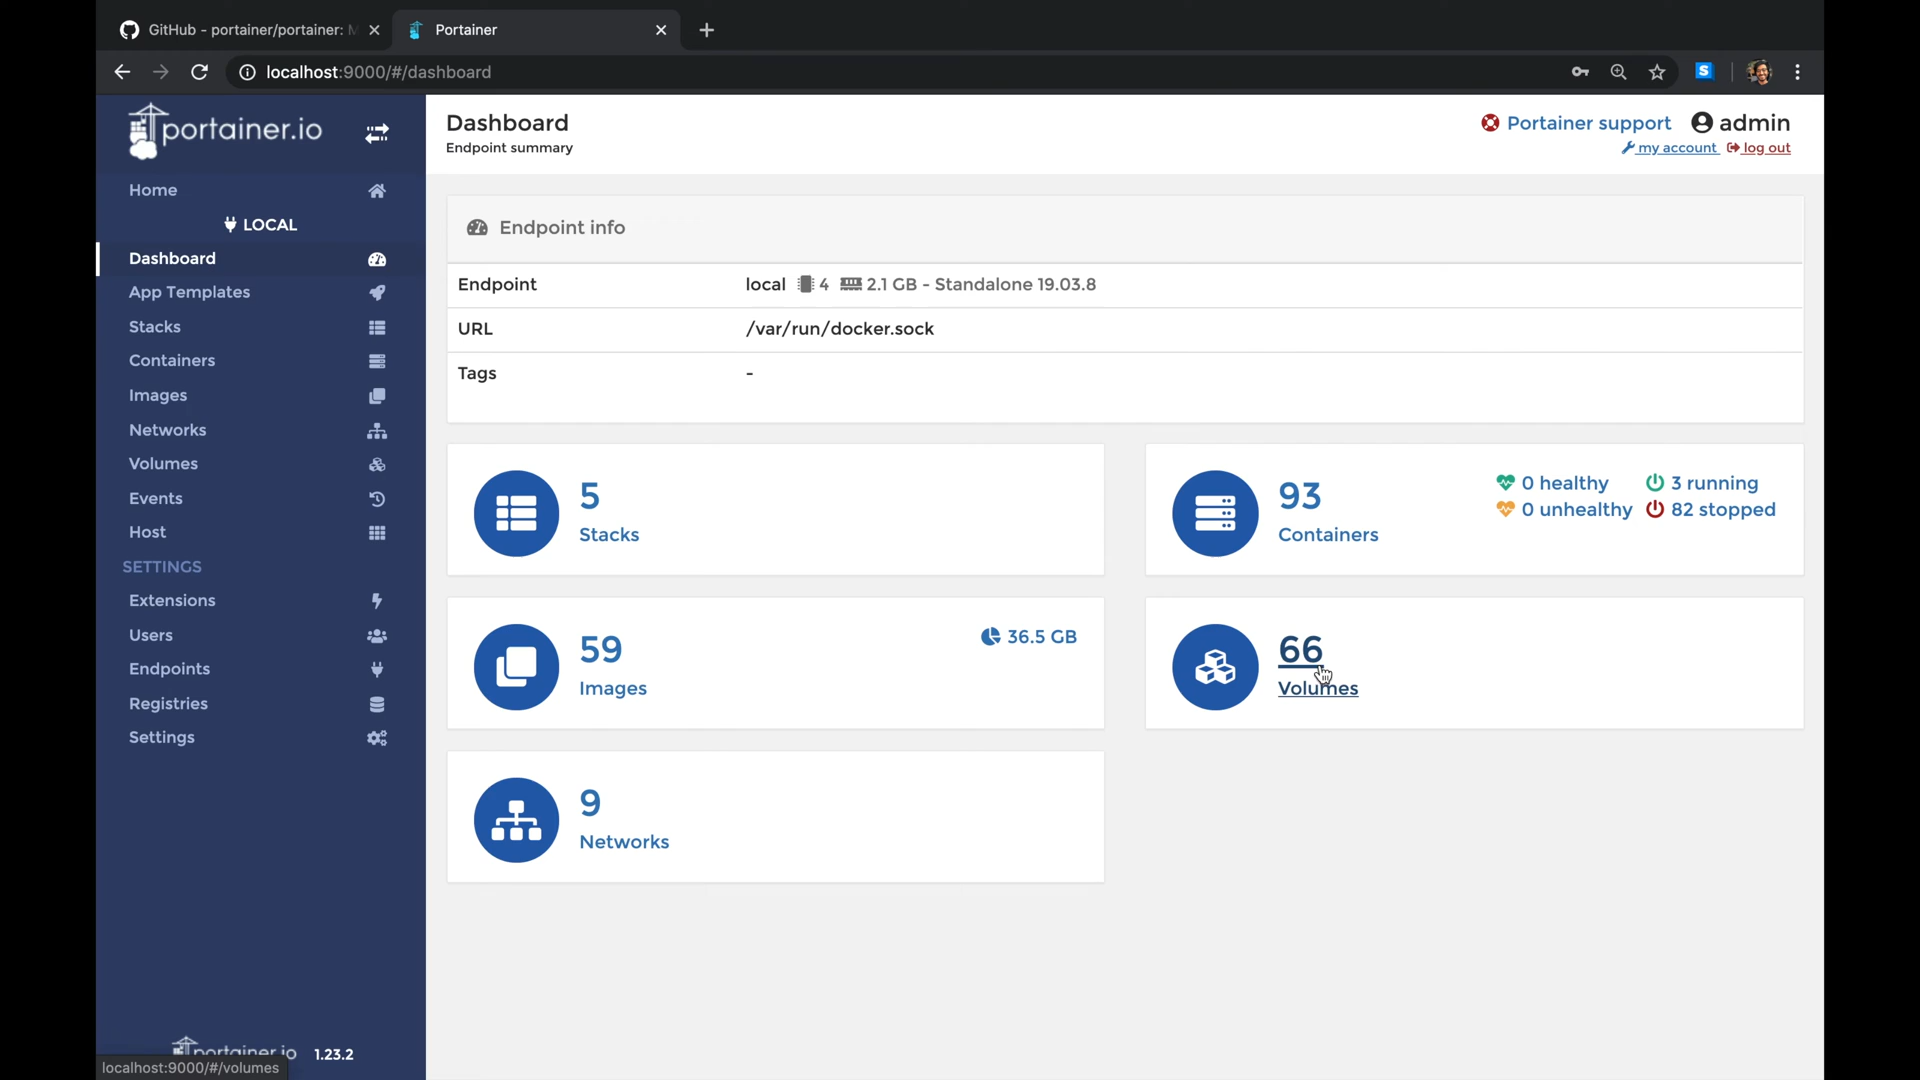 GitHub - portainer/portainer: M
Portainer
localhost:9000/#/dashboard
portainer.io
Home
LOCAL
Dashboard
App Templates
Stacks
Containers
Images
Networks
Volumes
Events
Host
SETTINGS
Extensions
Users
Endpoints
Registries
Settings
portainer.io 1.23.2
localhost:9000/#/volumes
Dashboard
Endpoint summary
Portainer support
admin
my account log out
Endpoint info
Endpoint local 4 2.1 GB - Standalone 19.03.8
URL /var/run/docker.sock
Tags -
5
Stacks
93
Containers
0 healthy 3 running
0 unhealthy 82 stopped
59
Images
36.5 GB
66
Volumes
9
Networks